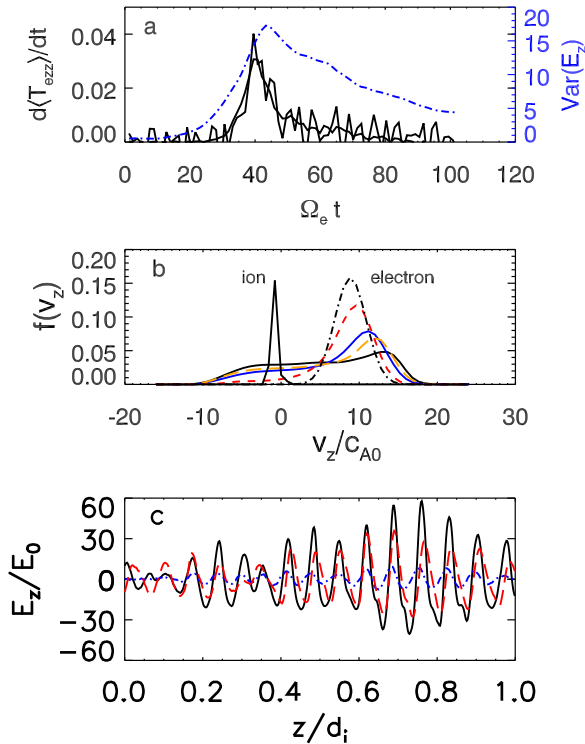 a
0.04
0.02
0.00
d⟨T_ezz⟩/dt
20
15
10
5
0
Var(E_z)
0 20 40 60 80 100 120
Ω_e t
b
ion
electron
0.20
0.15
0.10
0.05
0.00
f(v_z)
-20 -10 0 10 20 30
v_z/c_A0
c
60
30
0
-30
-60
E_z/E_0
0.0 0.2 0.4 0.6 0.8 1.0
z/d_i